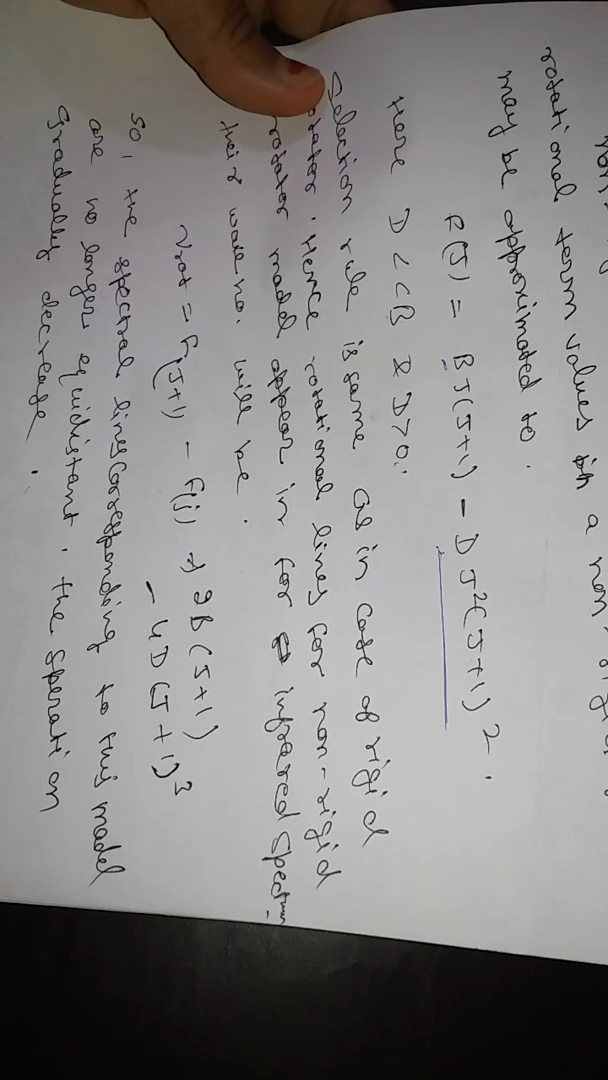 rotational term values in a non-rigid
may be approximated to.
F(J) = BJ(J+1) - DJ²(J+1)².
Here D<<B & D>0.
Selection rule is same as in case of rigid
rotator. Hence rotational lines for non-rigid
rotator model appear in far infrared spectrum
their wave no. will be.
Vrot = F(J+1) - F(j) → 2B(J+1)
- 4D(J+1)³
so, the spectral lines corresponding to this model
are no longer equidistant. the speration
gradually decrease.